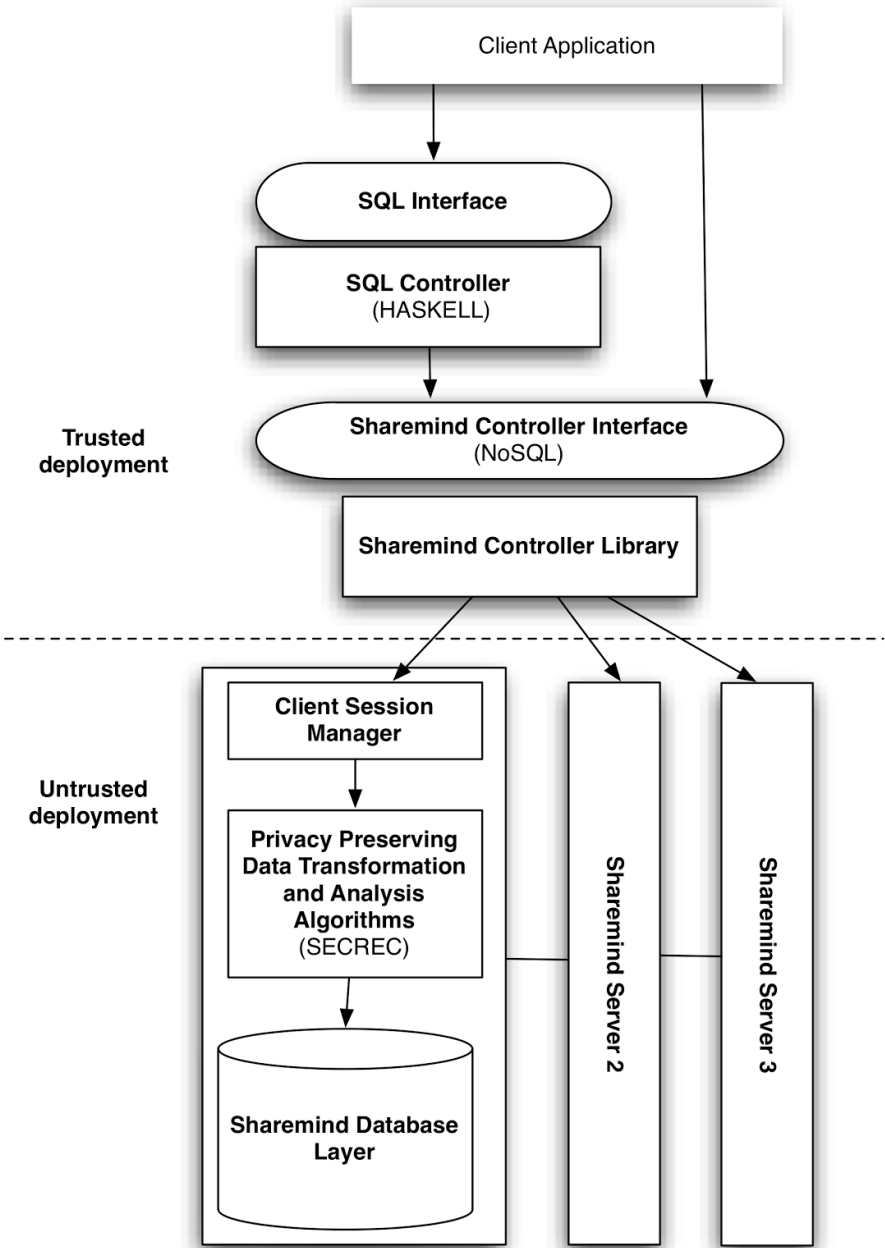 Client Application
SQL Interface
SQL Controller
(HASKELL)
Sharemind Controller Interface
(NoSQL)
Trusted
deployment
Sharemind Controller Library
Client Session
Manager
Untrusted
deployment
Privacy Preserving
Data Transformation
and Analysis
Algorithms
(SECREC)
Sharemind Database
Layer
Sharemind Server 2
Sharemind Server 3